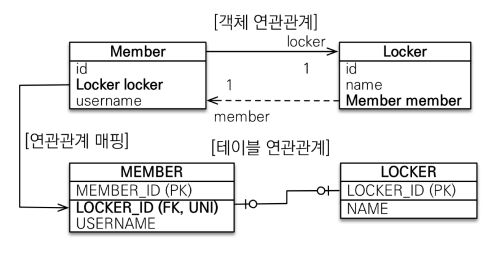 [객체 연관관계]
Member
id
Locker locker
username
locker
1
1
member
Locker
id
name
Member member
[연관관계 매핑]
[테이블 연관관계]
MEMBER
MEMBER_ID (PK)
LOCKER_ID (FK, UNI)
USERNAME
LOCKER
LOCKER_ID (PK)
NAME